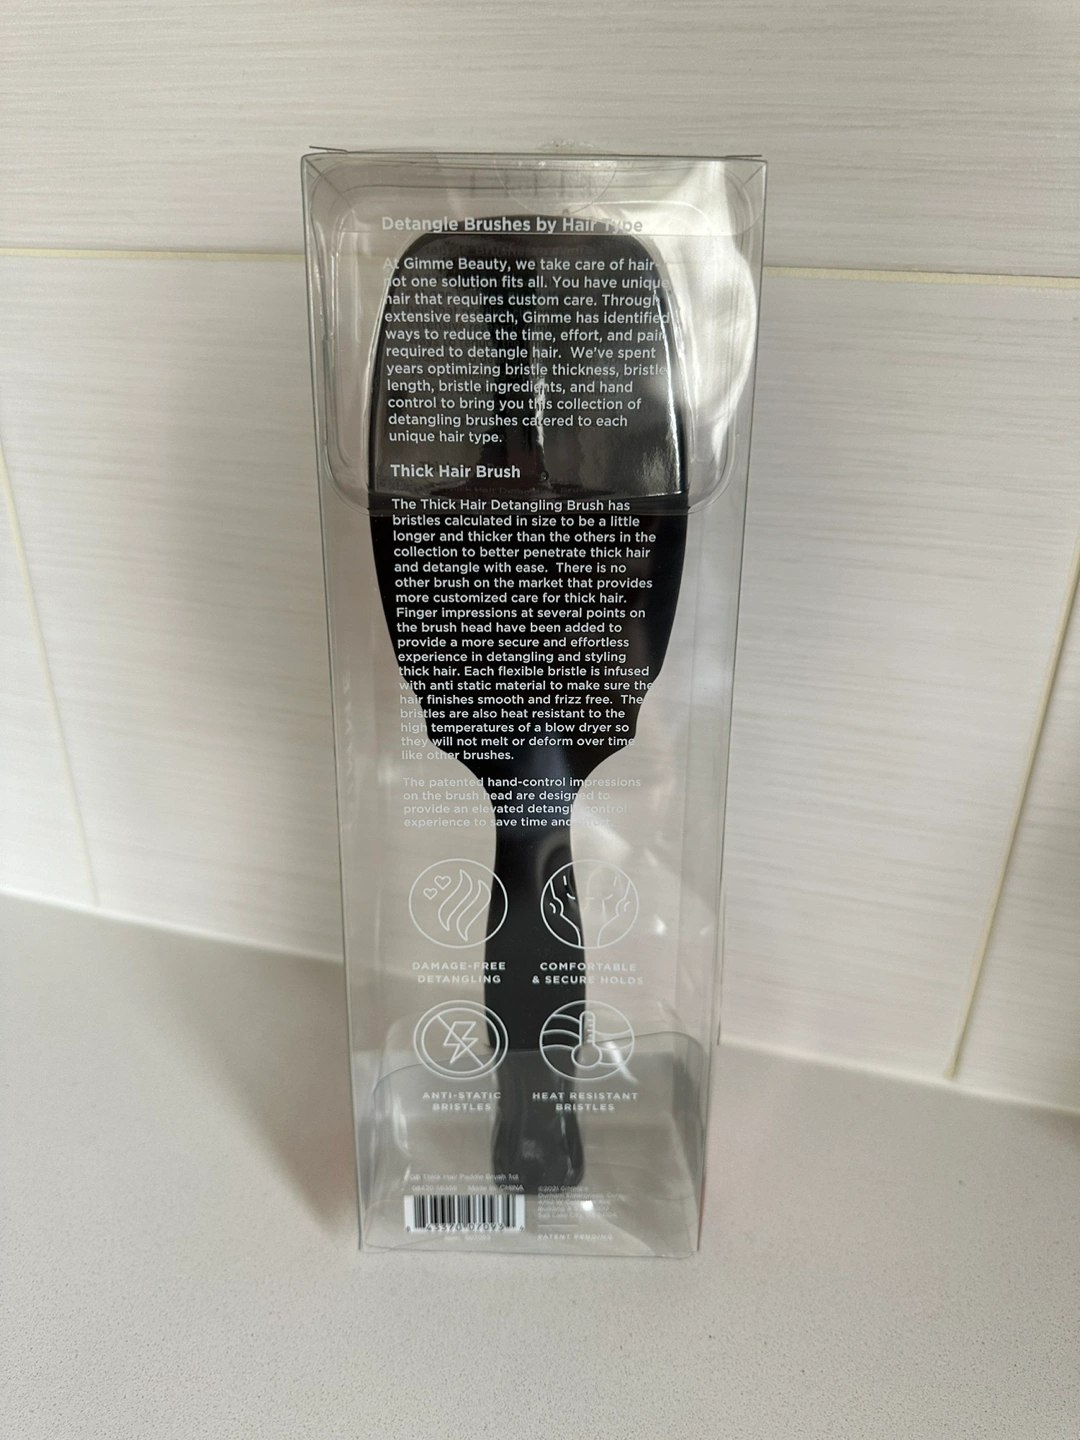 Detangle Brushes by Hair Type
At Gimme Beauty, we take care of hair-
not one solution fits all. You have unique
hair that requires custom care. Through
extensive research, Gimme has identified
ways to reduce the time, effort, and pain
required to detangle hair. We've spent
years optimizing bristle thickness, bristle
length, bristle ingredients, and hand
control to bring you this collection of
detangling brushes catered to each
unique hair type.
Thick Hair Brush
The Thick Hair Detangling Brush has
bristles calculated in size to be a little
longer and thicker than the others in the
collection to better penetrate thick hair
and detangle with ease. There is no
other brush on the market that provides
more customized care for thick hair.
Finger impressions at several points on
the brush head have been added to
provide a more secure and effortless
experience in detangling and styling
thick hair. Each flexible bristle is infused
with anti static material to make sure the
hair finishes smooth and frizz free. The
bristles are also heat resistant to the
high temperatures of a blow dryer so
they will not melt or deform over time
like other brushes.
The patented hand-control impressions
on the brush head are designed to
provide an elevated detangle control
experience to save time and effort.
DAMAGE-FREE
DETANGLING
COMFORTABLE
& SECURE HOLDS
ANTI-STATIC
BRISTLES
HEAT RESISTANT
BRISTLES
GB Thick Hair Paddle Brush 1ct
Made in CHINA
©2021 GIMME
PATENT PENDING